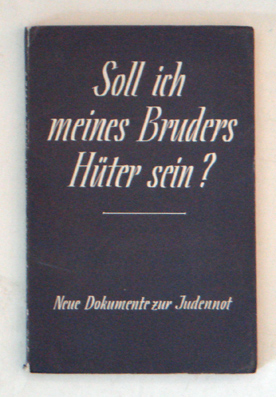 Soll ich
meines Bruders
Hüter sein?
Neue Dokumente zur Judennot